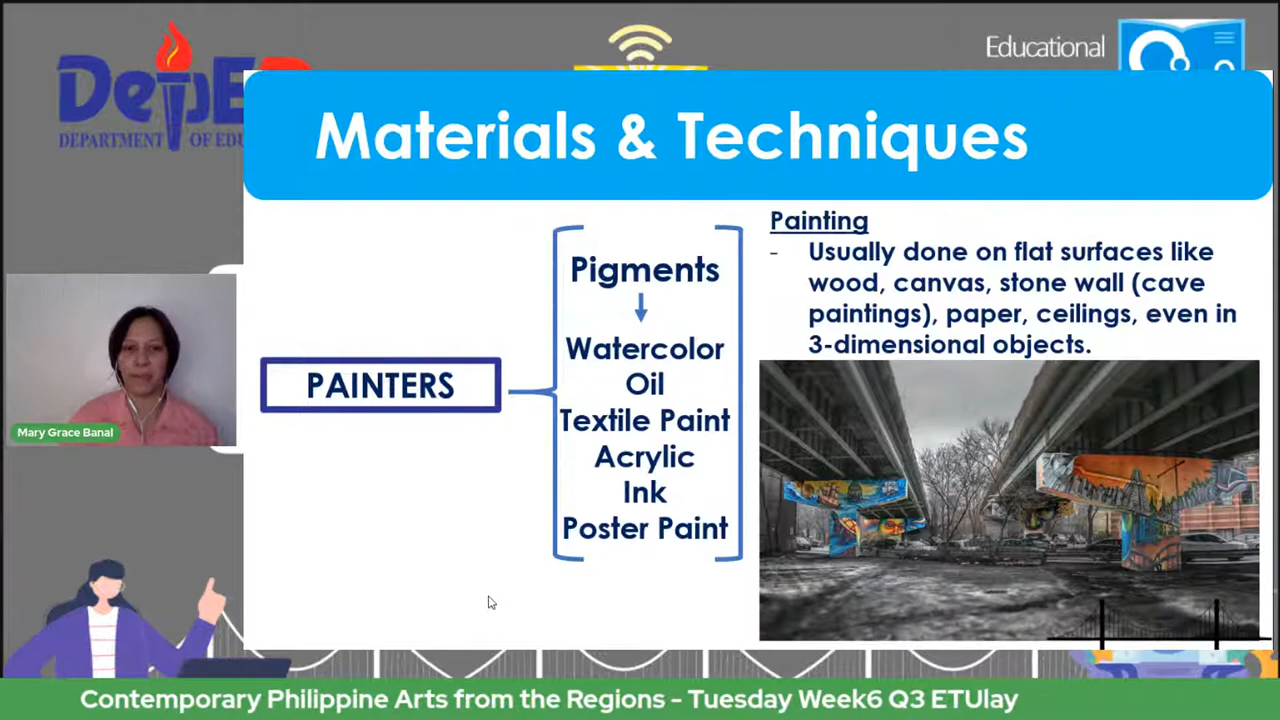 DepED
DEPARTMENT OF EDU
Educational
Materials & Techniques
PAINTERS
Pigments
Watercolor
Oil
Textile Paint
Acrylic
Ink
Poster Paint
Painting
- Usually done on flat surfaces like
wood, canvas, stone wall (cave
paintings), paper, ceilings, even in
3-dimensional objects.
Mary Grace Banal
Contemporary Philippine Arts from the Regions - Tuesday Week6 Q3 ETUlay